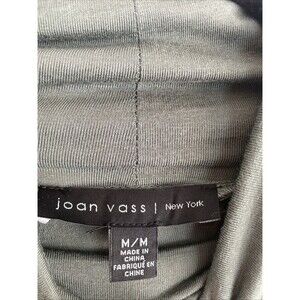 joan vass | New York
M/M
MADE IN
CHINA
FABRIQUÉ EN
CHINE